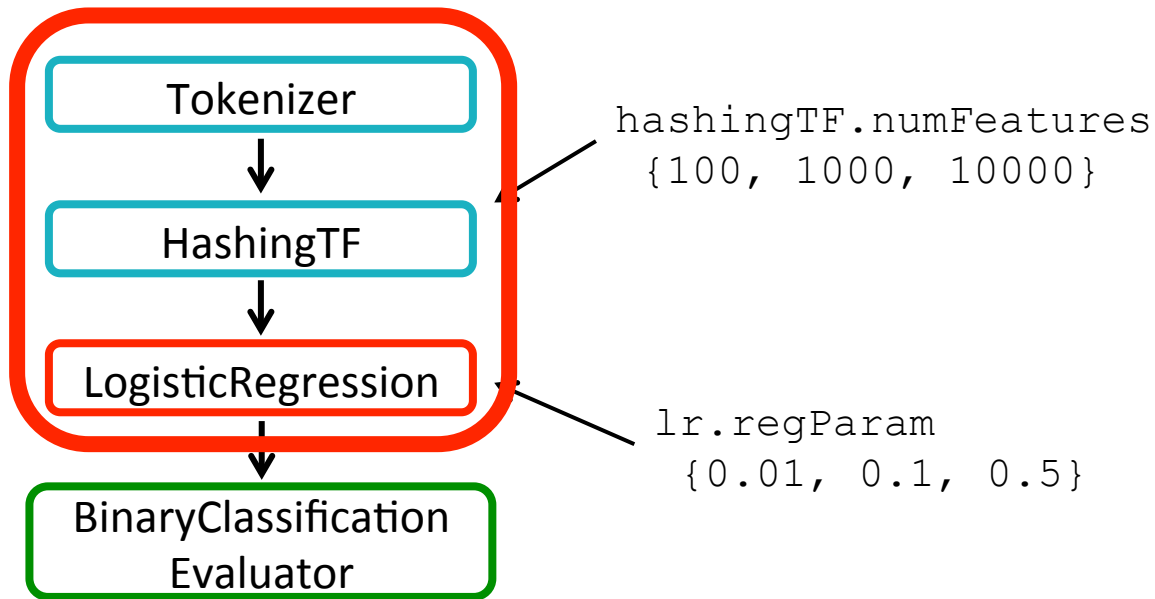 Tokenizer
hashingTF.numFeatures
{100, 1000, 10000}
HashingTF
LogisticRegression
lr.regParam
{0.01, 0.1, 0.5}
BinaryClassification
Evaluator